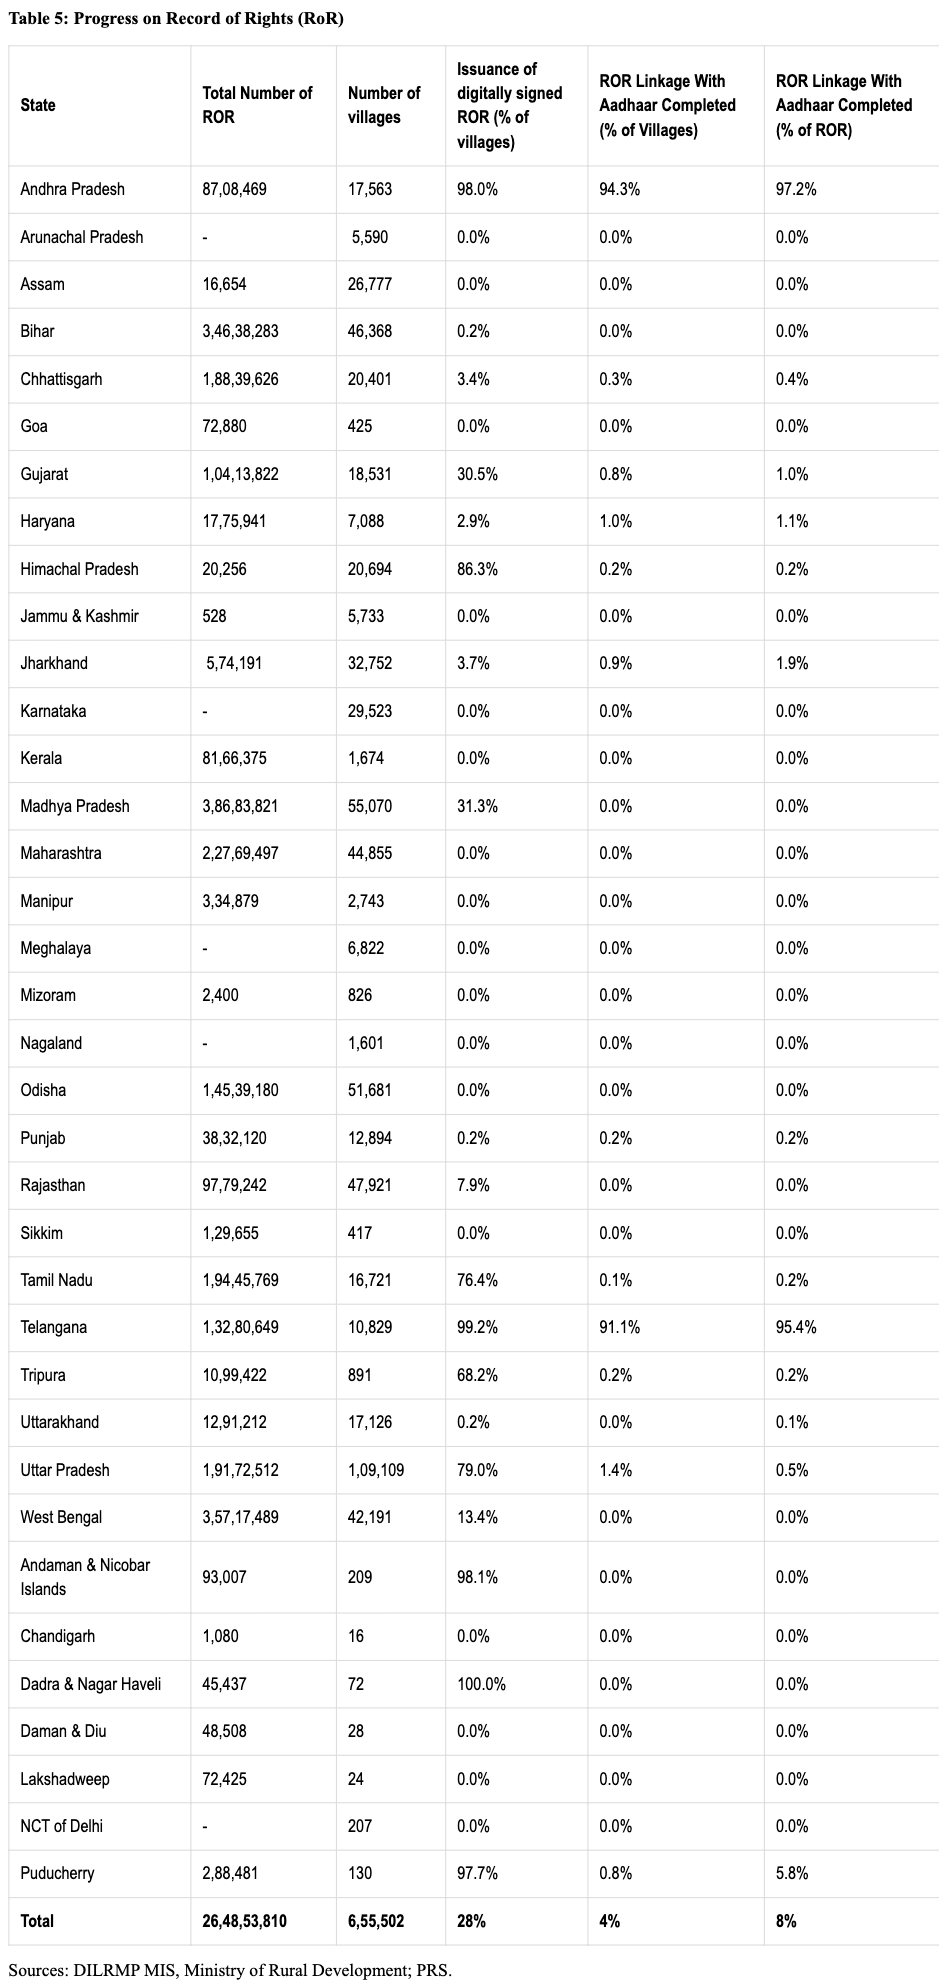 Table 5: Progress on Record of Rights (RoR)
State | Total Number of ROR | Number of villages | Issuance of digitally signed ROR (% of villages) | ROR Linkage With Aadhaar Completed (% of Villages) | ROR Linkage With Aadhaar Completed (% of ROR)
Andhra Pradesh | 87,08,469 | 17,563 | 98.0% | 94.3% | 97.2%
Arunachal Pradesh | - | 5,590 | 0.0% | 0.0% | 0.0%
Assam | 16,654 | 26,777 | 0.0% | 0.0% | 0.0%
Bihar | 3,46,38,283 | 46,368 | 0.2% | 0.0% | 0.0%
Chhattisgarh | 1,88,39,626 | 20,401 | 3.4% | 0.3% | 0.4%
Goa | 72,880 | 425 | 0.0% | 0.0% | 0.0%
Gujarat | 1,04,13,822 | 18,531 | 30.5% | 0.8% | 1.0%
Haryana | 17,75,941 | 7,088 | 2.9% | 1.0% | 1.1%
Himachal Pradesh | 20,256 | 20,694 | 86.3% | 0.2% | 0.2%
Jammu & Kashmir | 528 | 5,733 | 0.0% | 0.0% | 0.0%
Jharkhand | 5,74,191 | 32,752 | 3.7% | 0.9% | 1.9%
Karnataka | - | 29,523 | 0.0% | 0.0% | 0.0%
Kerala | 81,66,375 | 1,674 | 0.0% | 0.0% | 0.0%
Madhya Pradesh | 3,86,83,821 | 55,070 | 31.3% | 0.0% | 0.0%
Maharashtra | 2,27,69,497 | 44,855 | 0.0% | 0.0% | 0.0%
Manipur | 3,34,879 | 2,743 | 0.0% | 0.0% | 0.0%
Meghalaya | - | 6,822 | 0.0% | 0.0% | 0.0%
Mizoram | 2,400 | 826 | 0.0% | 0.0% | 0.0%
Nagaland | - | 1,601 | 0.0% | 0.0% | 0.0%
Odisha | 1,45,39,180 | 51,681 | 0.0% | 0.0% | 0.0%
Punjab | 38,32,120 | 12,894 | 0.2% | 0.2% | 0.2%
Rajasthan | 97,79,242 | 47,921 | 7.9% | 0.0% | 0.0%
Sikkim | 1,29,655 | 417 | 0.0% | 0.0% | 0.0%
Tamil Nadu | 1,94,45,769 | 16,721 | 76.4% | 0.1% | 0.2%
Telangana | 1,32,80,649 | 10,829 | 99.2% | 91.1% | 95.4%
Tripura | 10,99,422 | 891 | 68.2% | 0.2% | 0.2%
Uttarakhand | 12,91,212 | 17,126 | 0.2% | 0.0% | 0.1%
Uttar Pradesh | 1,91,72,512 | 1,09,109 | 79.0% | 1.4% | 0.5%
West Bengal | 3,57,17,489 | 42,191 | 13.4% | 0.0% | 0.0%
Andaman & Nicobar Islands | 93,007 | 209 | 98.1% | 0.0% | 0.0%
Chandigarh | 1,080 | 16 | 0.0% | 0.0% | 0.0%
Dadra & Nagar Haveli | 45,437 | 72 | 100.0% | 0.0% | 0.0%
Daman & Diu | 48,508 | 28 | 0.0% | 0.0% | 0.0%
Lakshadweep | 72,425 | 24 | 0.0% | 0.0% | 0.0%
NCT of Delhi | - | 207 | 0.0% | 0.0% | 0.0%
Puducherry | 2,88,481 | 130 | 97.7% | 0.8% | 5.8%
Total | 26,48,53,810 | 6,55,502 | 28% | 4% | 8%
Sources: DILRMP MIS, Ministry of Rural Development; PRS.